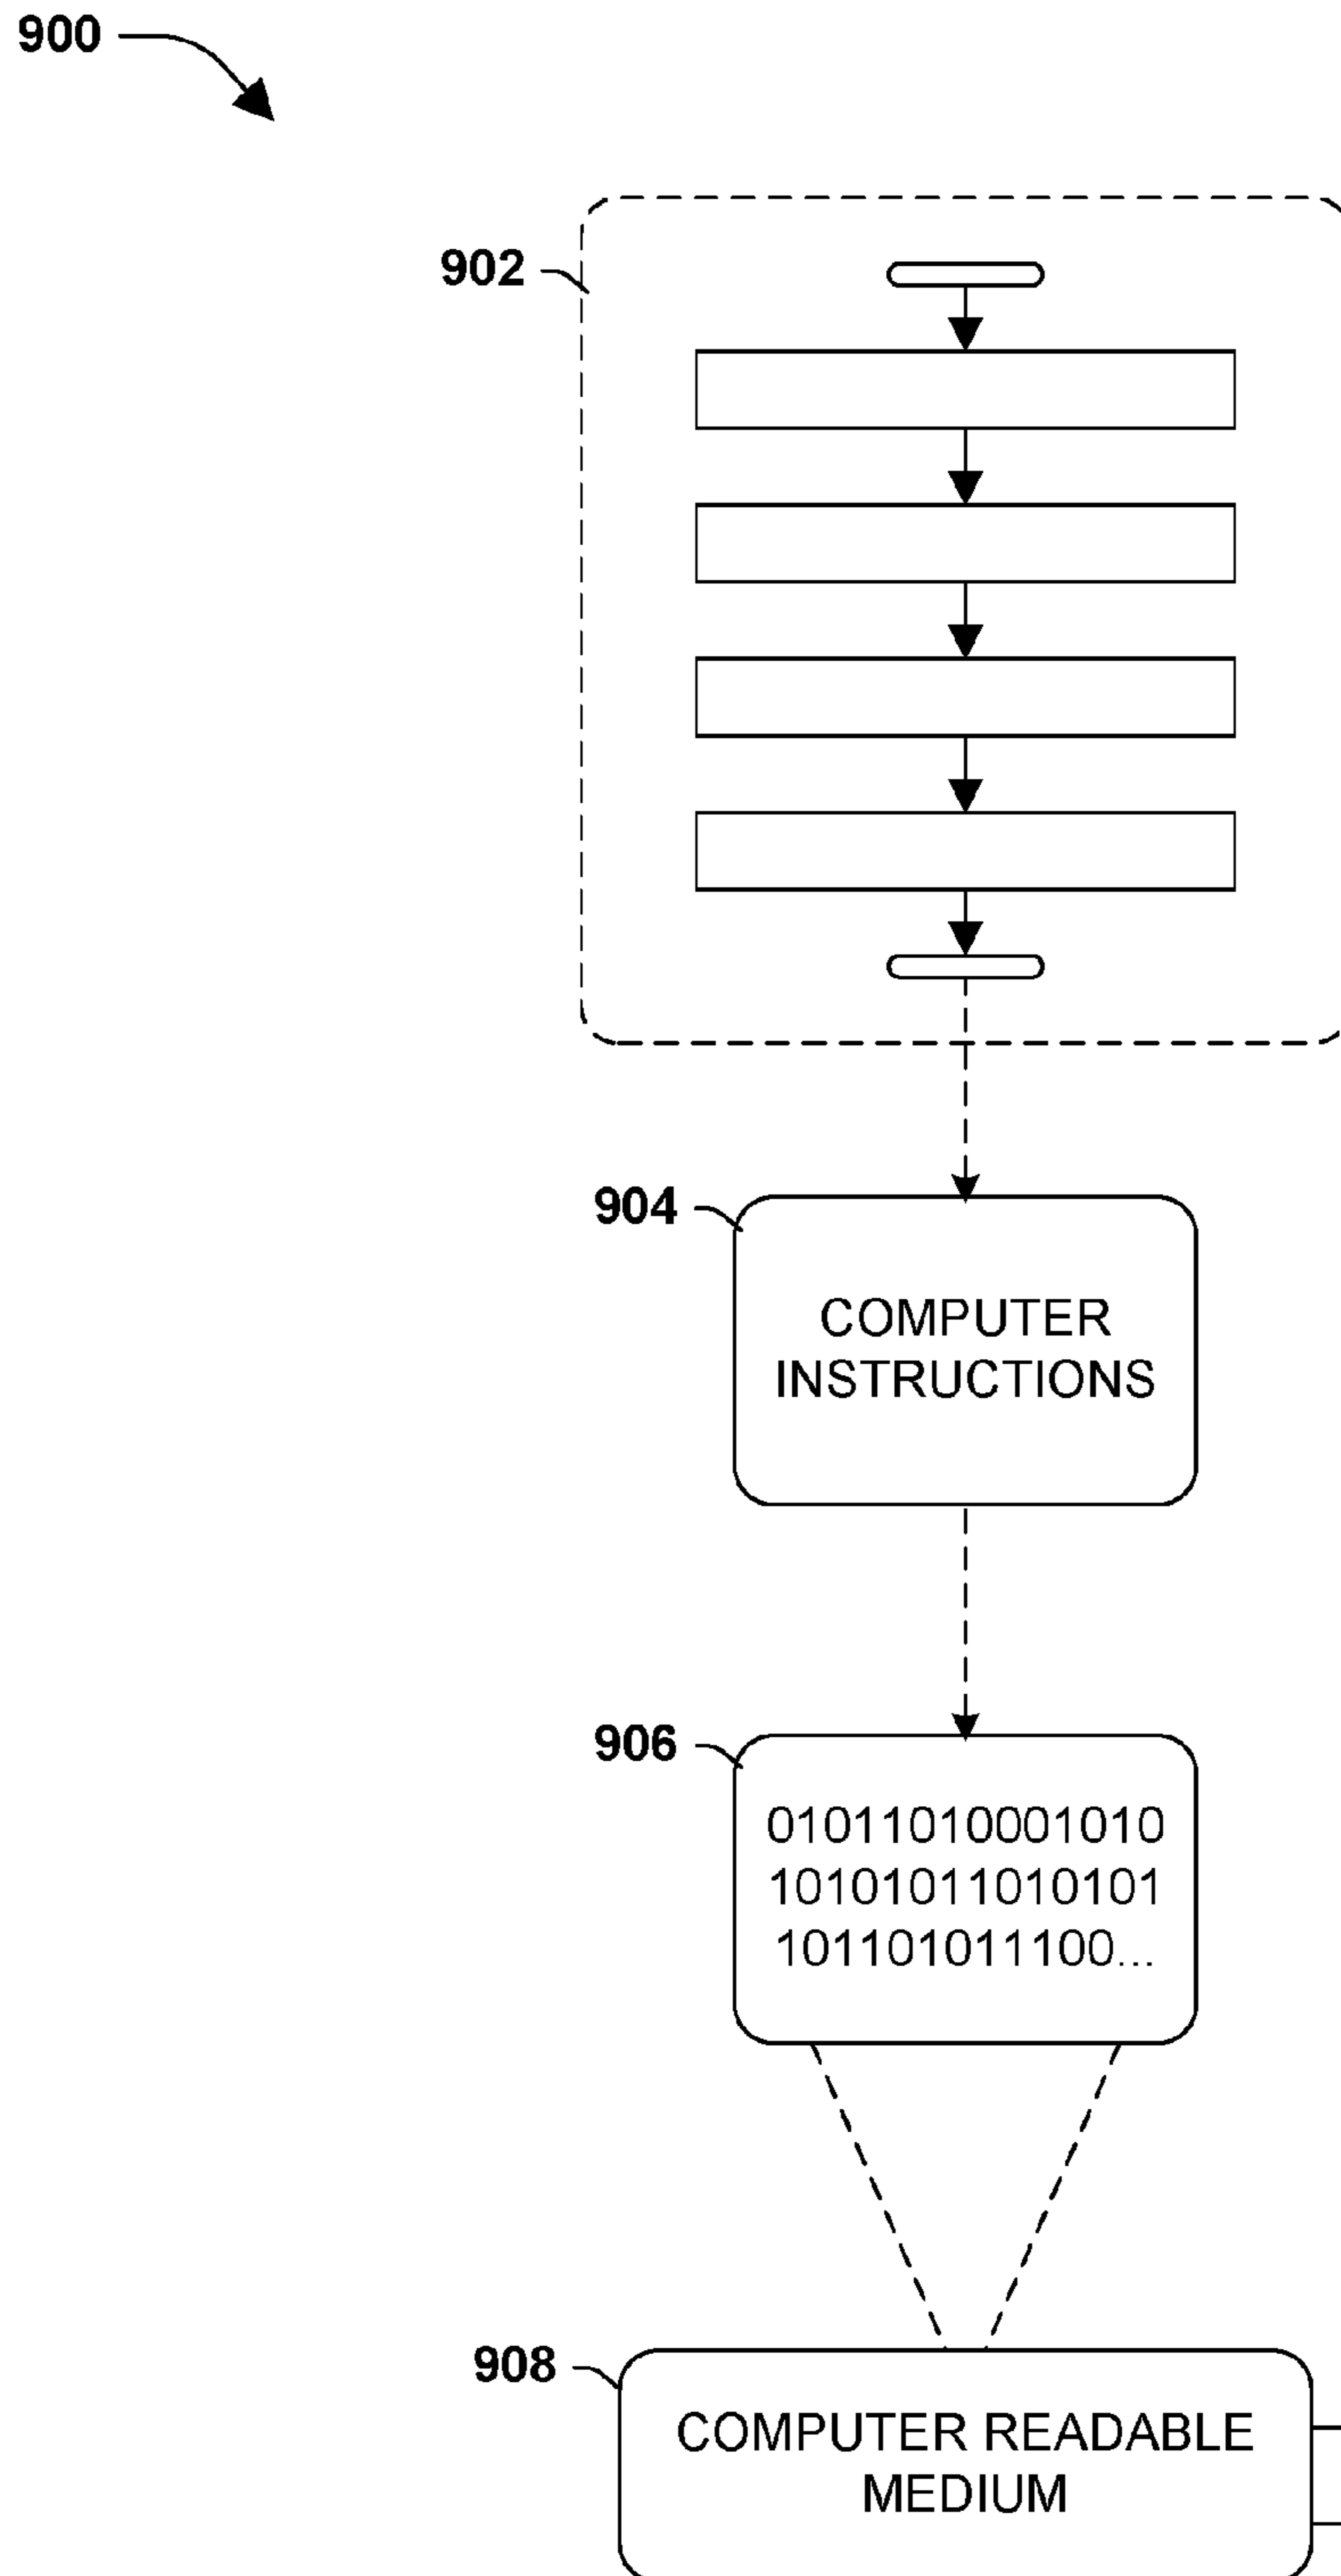 900
902
904
COMPUTER
INSTRUCTIONS
906
01011010001010
10101011010101
101101011100...
908
COMPUTER READABLE
MEDIUM